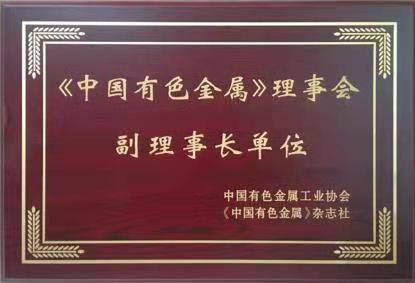 《中国有色金属》理事会
副理事长单位
中国有色金属工业协会
《中国有色金属》杂志社